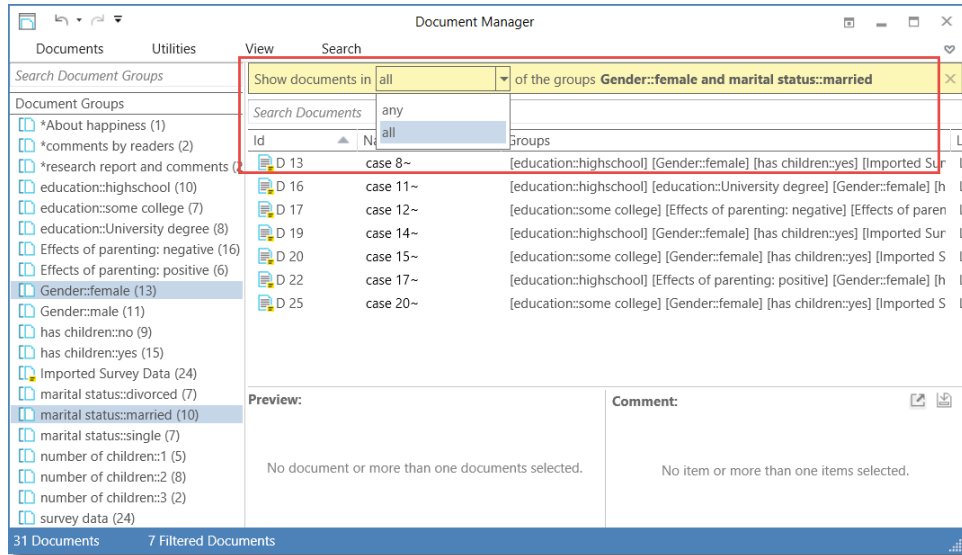 Document Manager
Documents Utilities View Search
Search Document Groups
Show documents in all of the groups Gender::female and marital status::married
any
all
Search Documents
Document Groups
*About happiness (1)
*comments by readers (2)
*research report and comments (2
education::highschool (10)
education::some college (7)
education::University degree (8)
Effects of parenting: negative (16)
Effects of parenting: positive (6)
Gender::female (13)
Gender::male (11)
has children::no (9)
has children::yes (15)
Imported Survey Data (24)
marital status::divorced (7)
marital status::married (10)
marital status::single (7)
number of children::1 (5)
number of children::2 (8)
number of children::3 (2)
survey data (24)
Id Na Groups L
D 13 case 8~ [education::highschool] [Gender::female] [has children::yes] [Imported Sur L
D 16 case 11~ [education::highschool] [education::University degree] [Gender::female] [h L
D 17 case 12~ [education::some college] [Effects of parenting: negative] [Effects of paren L
D 19 case 14~ [education::highschool] [Gender::female] [has children::yes] [Imported Sur L
D 20 case 15~ [education::some college] [Gender::female] [has children::yes] [Imported S L
D 22 case 17~ [education::highschool] [Effects of parenting: positive] [Gender::female] [h L
D 25 case 20~ [education::some college] [Gender::female] [has children::yes] [Imported S L
Preview:
No document or more than one documents selected.
Comment:
No item or more than one items selected.
31 Documents 7 Filtered Documents